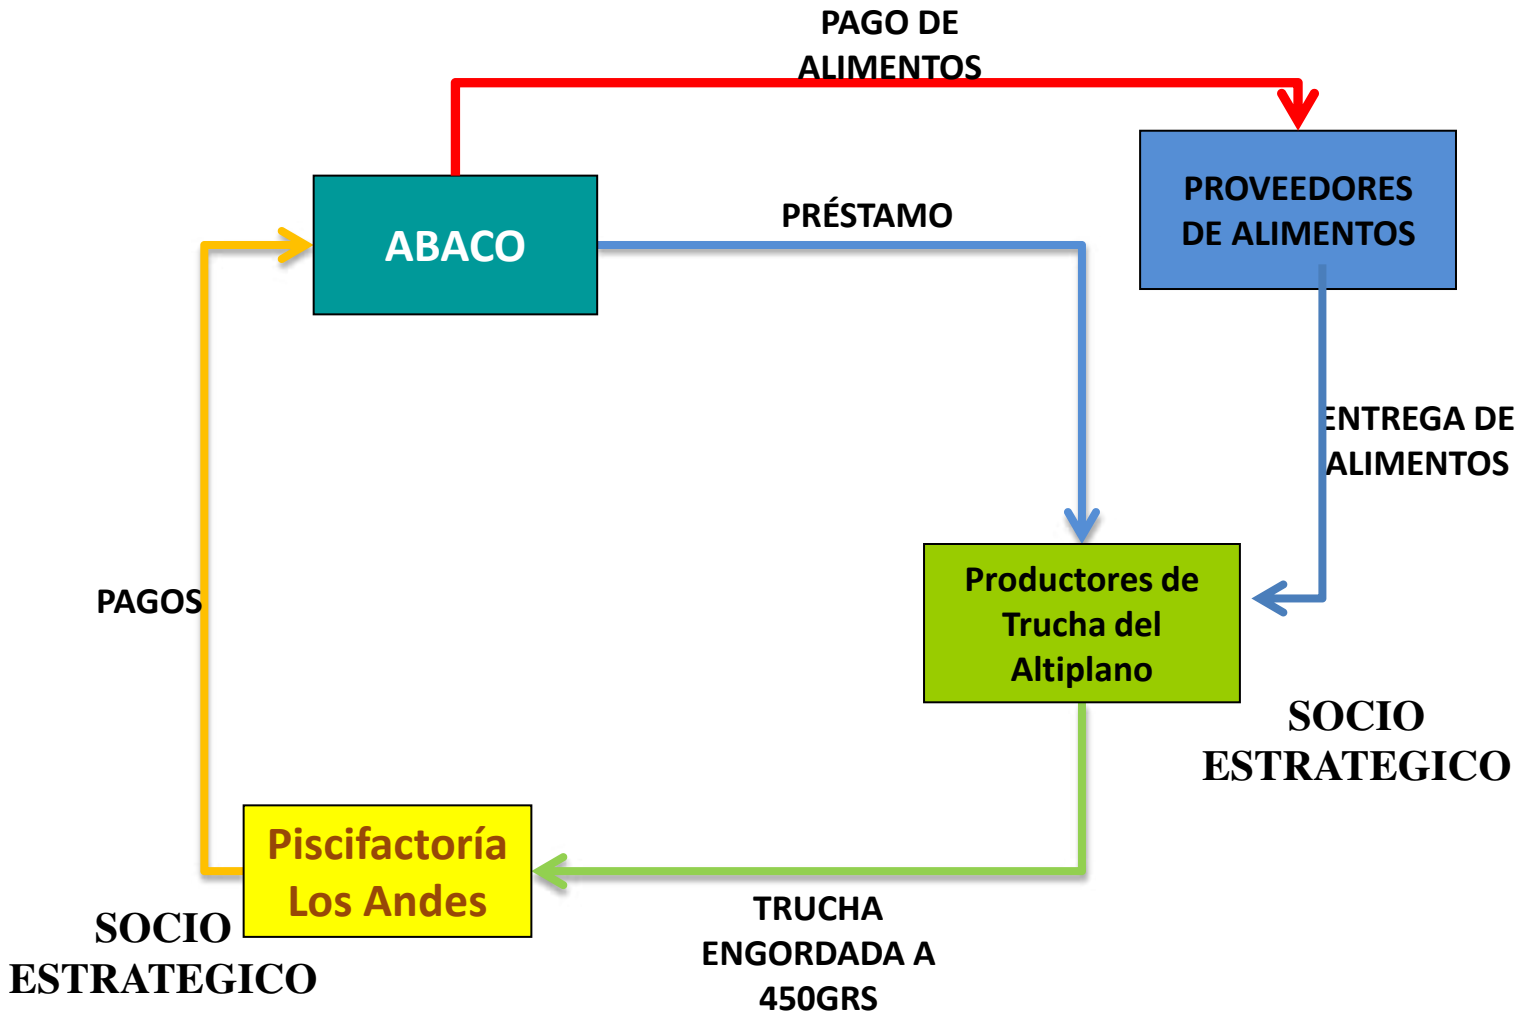 PAGO DE
ALIMENTOS
PROVEEDORES
DE ALIMENTOS
PRÉSTAMO
ABACO
ENTREGA DE
ALIMENTOS
Productores de
Trucha del
Altiplano
PAGOS
SOCIO
ESTRATEGICO
Piscifactoría
Los Andes
SOCIO
ESTRATEGICO
TRUCHA
ENGORDADA A
450GRS